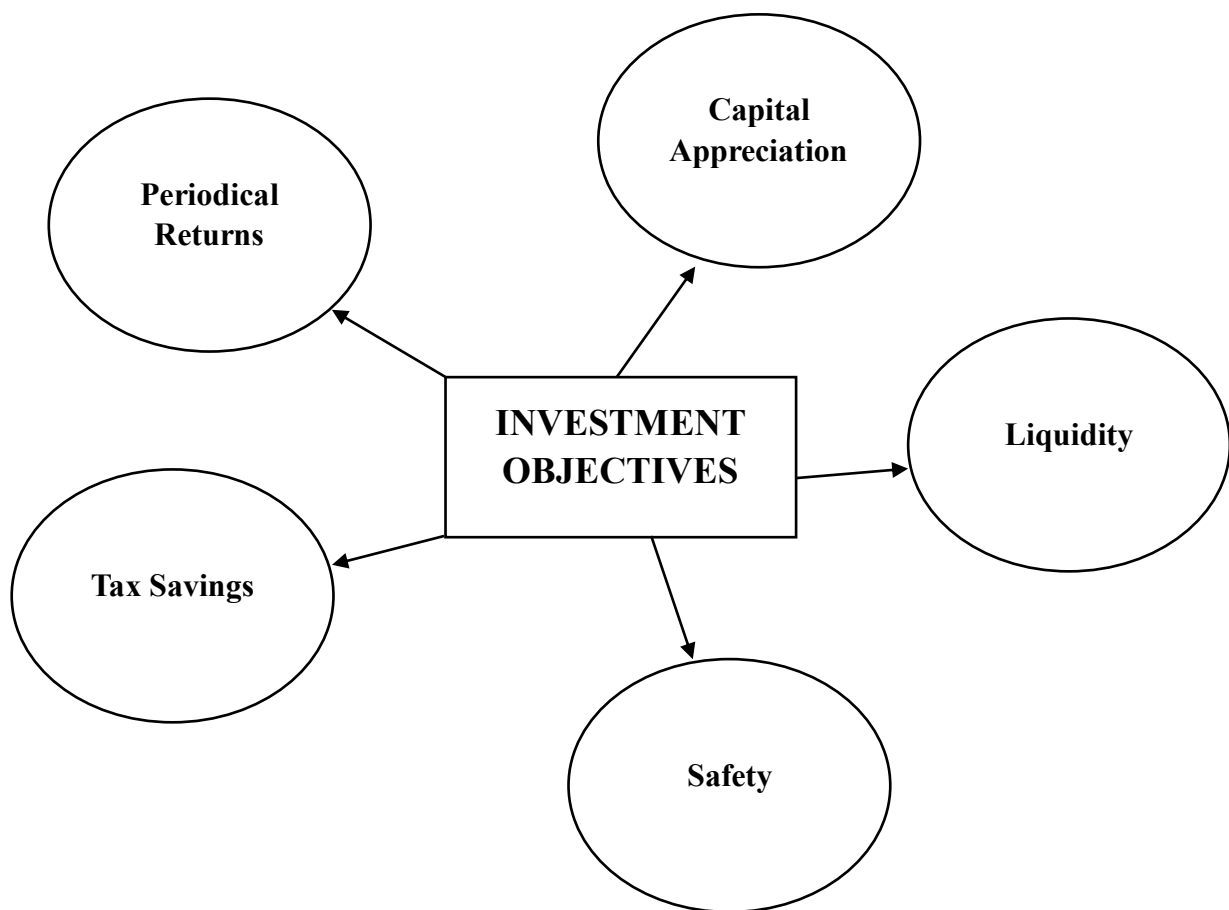 Capital
Appreciation
Periodical
Returns
INVESTMENT
OBJECTIVES
Liquidity
Tax Savings
Safety